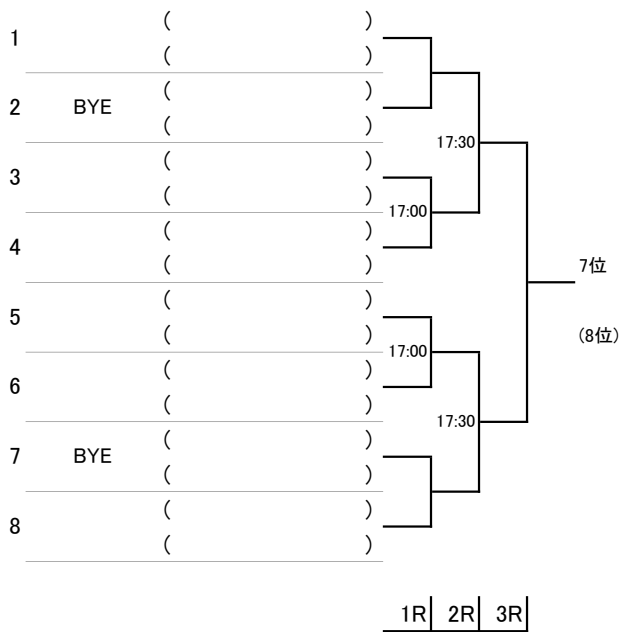 1 ( )
( )
2 BYE ( )
( )
17:30
3 ( )
( )
17:00
4 ( )
( )
7位
5 ( )
( )
(8位)
17:00
6 ( )
( )
17:30
7 BYE ( )
( )
8 ( )
( )
1R 2R 3R